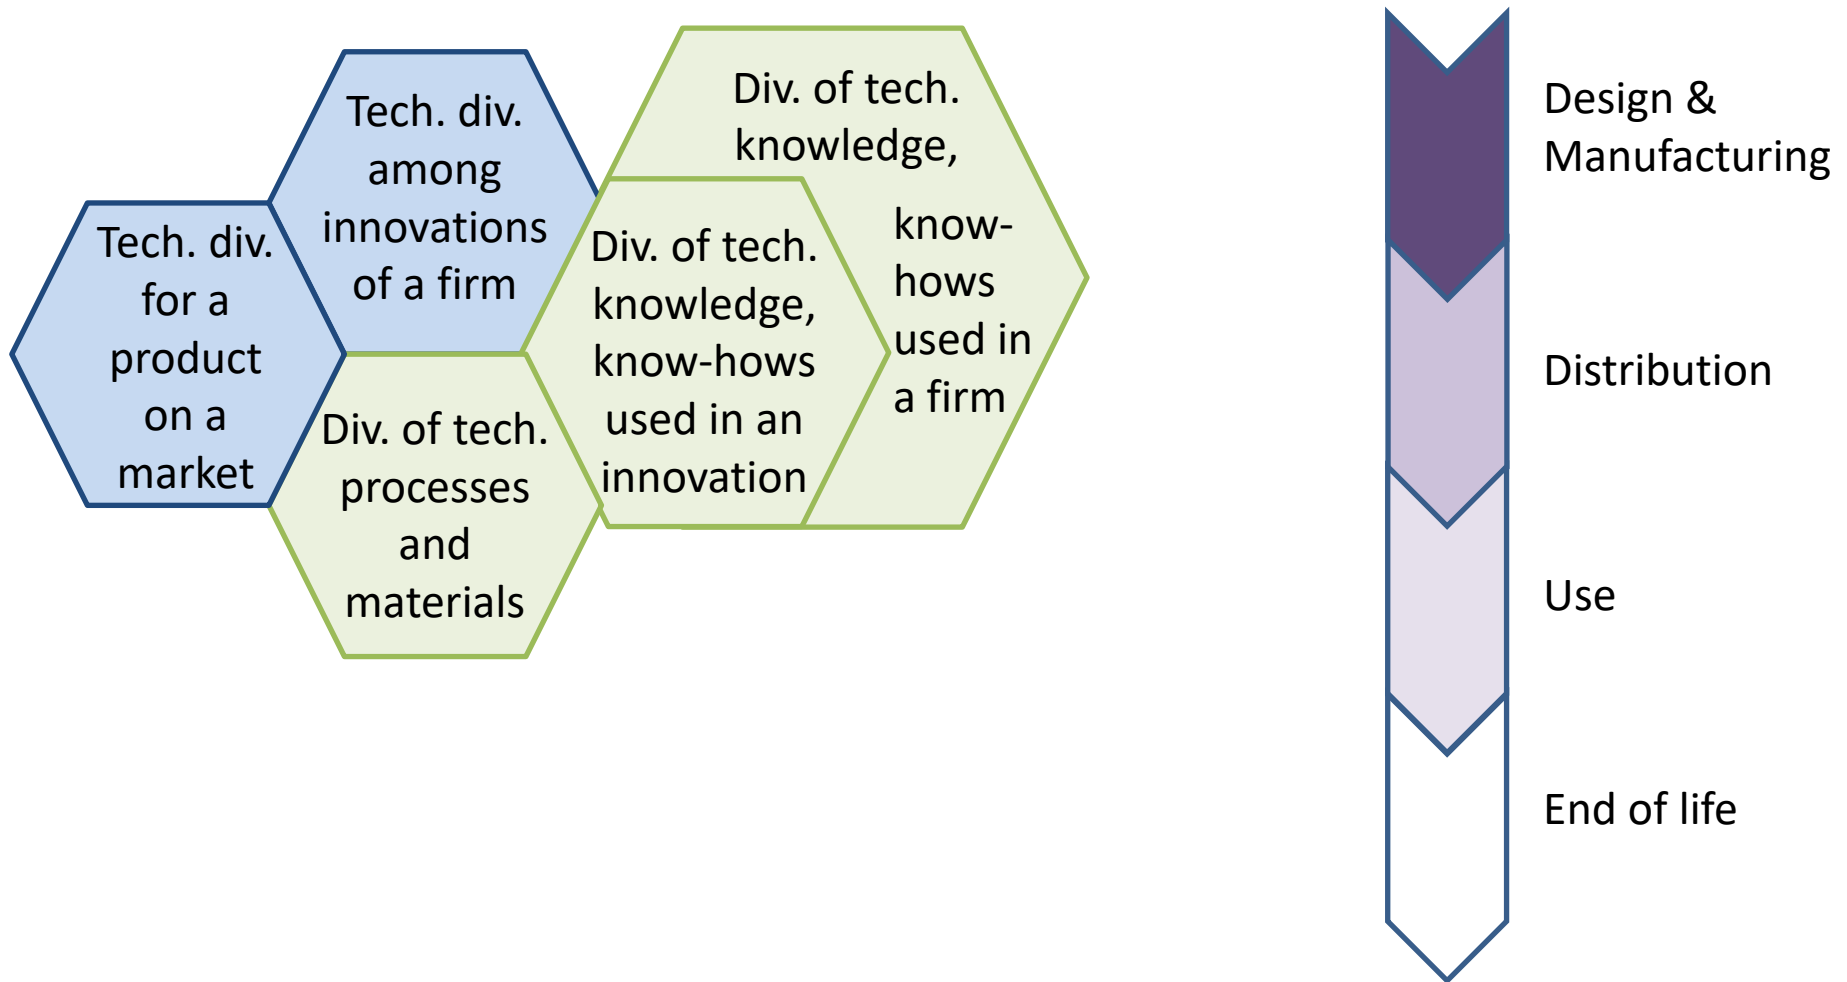 Tech. div.
for a
product
on a
market
Tech. div.
among
innovations
of a firm
Div. of tech.
processes
and
materials
Div. of tech.
knowledge,
know-hows
used in an
innovation
Div. of tech.
knowledge,
know-
hows
used in
a firm
Design &
Manufacturing
Distribution
Use
End of life